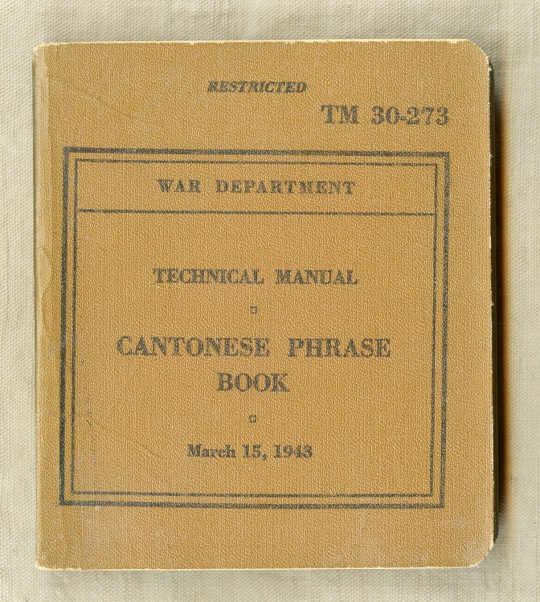 RESTRICTED
TM 30-273
WAR DEPARTMENT
TECHNICAL MANUAL
CANTONESE PHRASE
BOOK
March 15, 1943